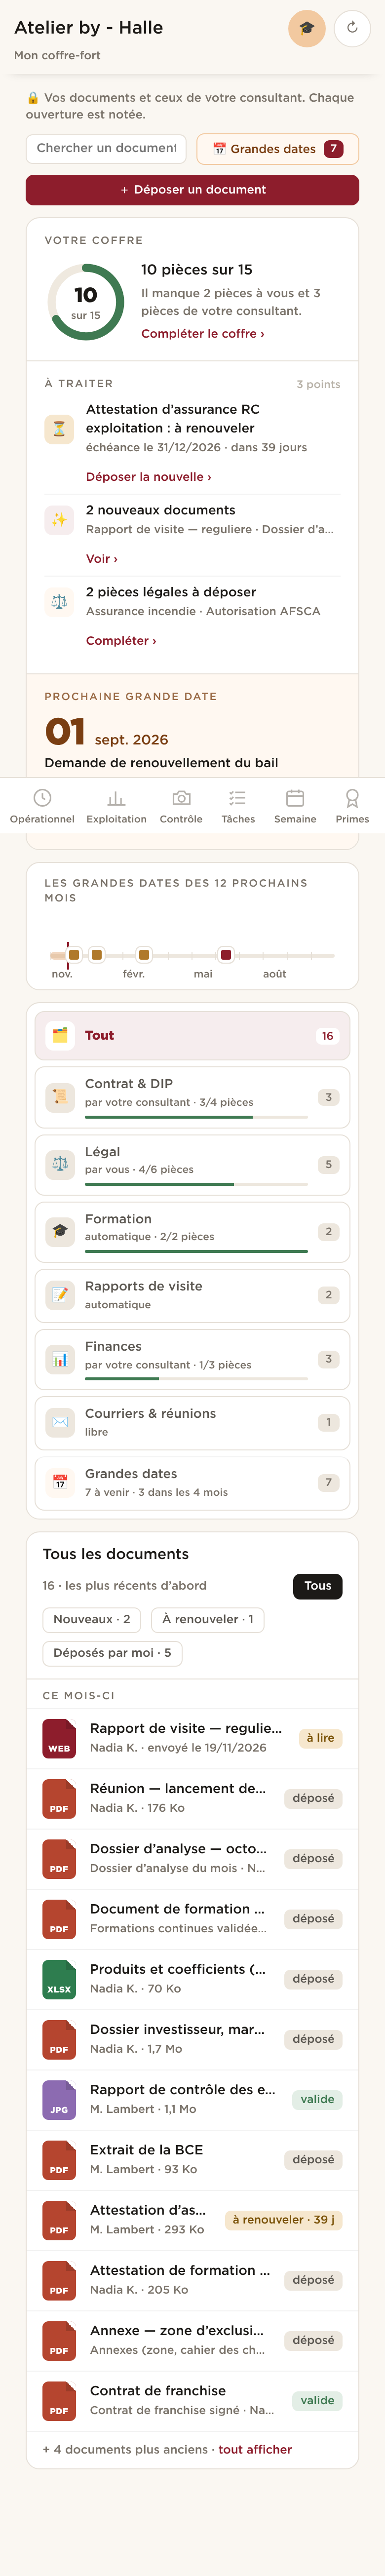 Atelier by - Halle
Mon coffre-fort
Vos documents et ceux de votre consultant. Chaque
ouverture est notée.
Chercher un document
Grandes dates 7
+ Déposer un document
VOTRE COFFRE
10
sur 15
10 pièces sur 15
Il manque 2 pièces à vous et 3
pièces de votre consultant.
Compléter le coffre ›
À TRAITER
3 points
Attestation d’assurance RC
exploitation : à renouveler
échéance le 31/12/2026 · dans 39 jours
Déposer la nouvelle ›
2 nouveaux documents
Rapport de visite — reguliere · Dossier d’a...
Voir ›
2 pièces légales à déposer
Assurance incendie · Autorisation AFSCA
Compléter ›
PROCHAINE GRANDE DATE
01 sept. 2026
Demande de renouvellement du bail
Opérationnel
Exploitation
Contrôle
Tâches
Semaine
Primes
LES GRANDES DATES DES 12 PROCHAINS
MOIS
nov.
févr.
mai
août
Tout
16
Contrat & DIP
par votre consultant · 3/4 pièces
3
Légal
par vous · 4/6 pièces
5
Formation
automatique · 2/2 pièces
2
Rapports de visite
automatique
2
Finances
par votre consultant · 1/3 pièces
3
Courriers & réunions
libre
1
Grandes dates
7 à venir · 3 dans les 4 mois
7
Tous les documents
16 · les plus récents d’abord
Tous
Nouveaux · 2
À renouveler · 1
Déposés par moi · 5
CE MOIS-CI
WEB
Rapport de visite — regulie...
Nadia K. · envoyé le 19/11/2026
à lire
PDF
Réunion — lancement de...
Nadia K. · 176 Ko
déposé
PDF
Dossier d’analyse — octo...
Dossier d’analyse du mois · N...
déposé
PDF
Document de formation ...
Formations continues validée...
déposé
XLSX
Produits et coefficients (...
Nadia K. · 70 Ko
déposé
PDF
Dossier investisseur, mar...
Nadia K. · 1,7 Mo
déposé
JPG
Rapport de contrôle des e...
M. Lambert · 1,1 Mo
valide
PDF
Extrait de la BCE
M. Lambert · 93 Ko
déposé
PDF
Attestation d’as...
M. Lambert · 293 Ko
à renouveler · 39 j
PDF
Attestation de formation ...
Nadia K. · 205 Ko
déposé
PDF
Annexe — zone d’exclusi...
Annexes (zone, cahier des ch...
déposé
PDF
Contrat de franchise
Contrat de franchise signé · Na...
valide
+ 4 documents plus anciens · tout afficher